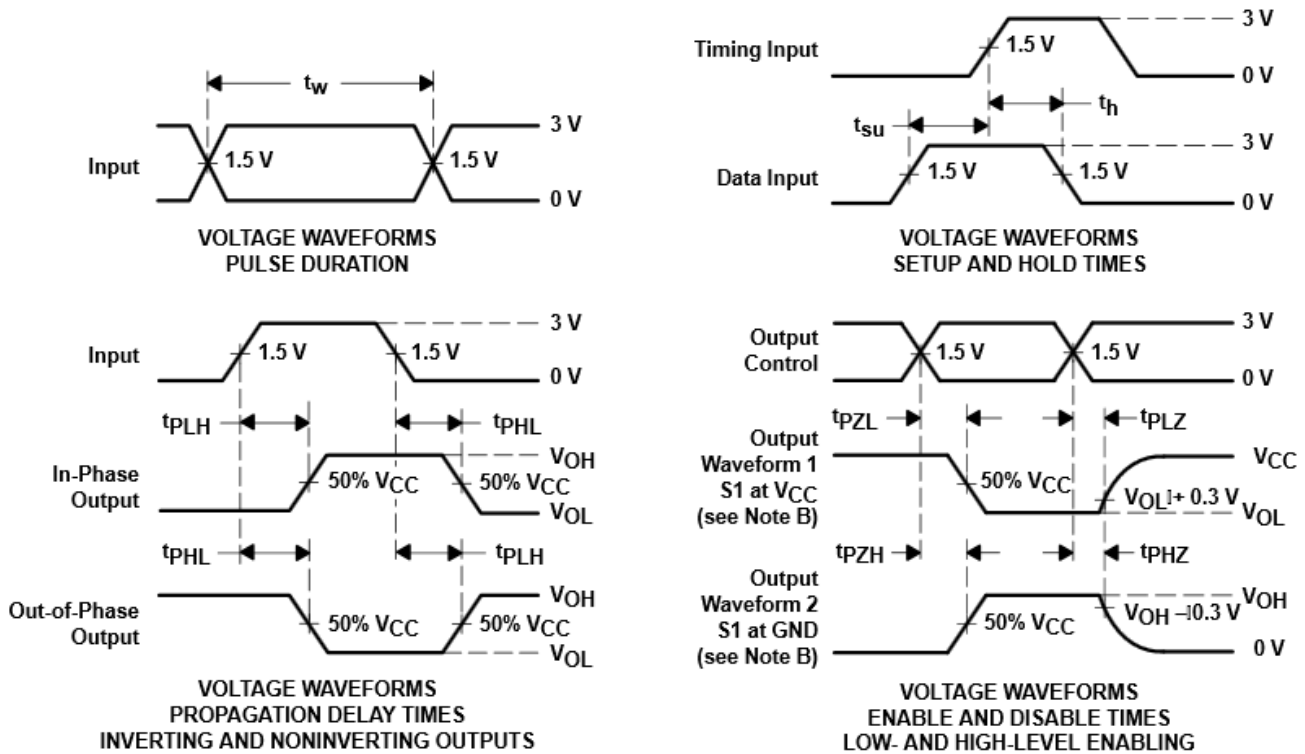 tw
Input
1.5 V
1.5 V
3 V
0 V
VOLTAGE WAVEFORMS
PULSE DURATION
Timing Input
1.5 V
3 V
0 V
tsu
th
Data Input
1.5 V
1.5 V
3 V
0 V
VOLTAGE WAVEFORMS
SETUP AND HOLD TIMES
Input
1.5 V
1.5 V
3 V
0 V
tPLH
tPHL
In-Phase
Output
50% VCC
50% VCC
VOH
VOL
tPHL
tPLH
Out-of-Phase
Output
50% VCC
50% VCC
VOH
VOL
VOLTAGE WAVEFORMS
PROPAGATION DELAY TIMES
INVERTING AND NONINVERTING OUTPUTS
Output
Control
1.5 V
1.5 V
3 V
0 V
tPZL
tPLZ
Output
Waveform 1
S1 at VCC
(see Note B)
50% VCC
VOL + 0.3 V
VCC
VOL
tPZH
tPHZ
Output
Waveform 2
S1 at GND
(see Note B)
50% VCC
VOH – 0.3 V
VOH
0 V
VOLTAGE WAVEFORMS
ENABLE AND DISABLE TIMES
LOW- AND HIGH-LEVEL ENABLING